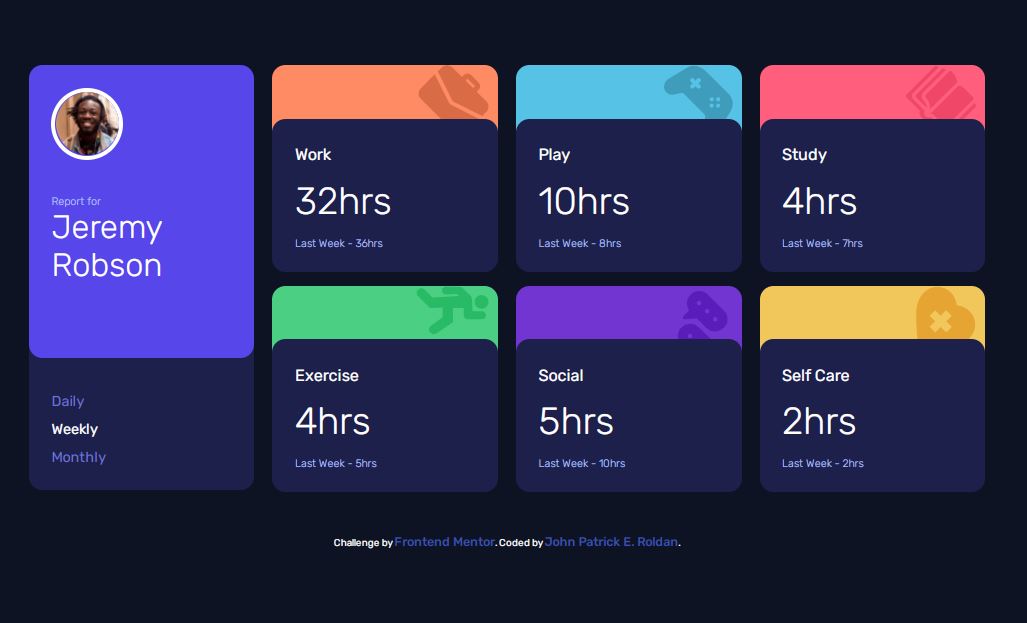 Report for
Jeremy
Robson
Daily
Weekly
Monthly
Work
32hrs
Last Week - 36hrs
Play
10hrs
Last Week - 8hrs
Study
4hrs
Last Week - 7hrs
Exercise
4hrs
Last Week - 5hrs
Social
5hrs
Last Week - 10hrs
Self Care
2hrs
Last Week - 2hrs
Challenge by Frontend Mentor. Coded by John Patrick E. Roldan.